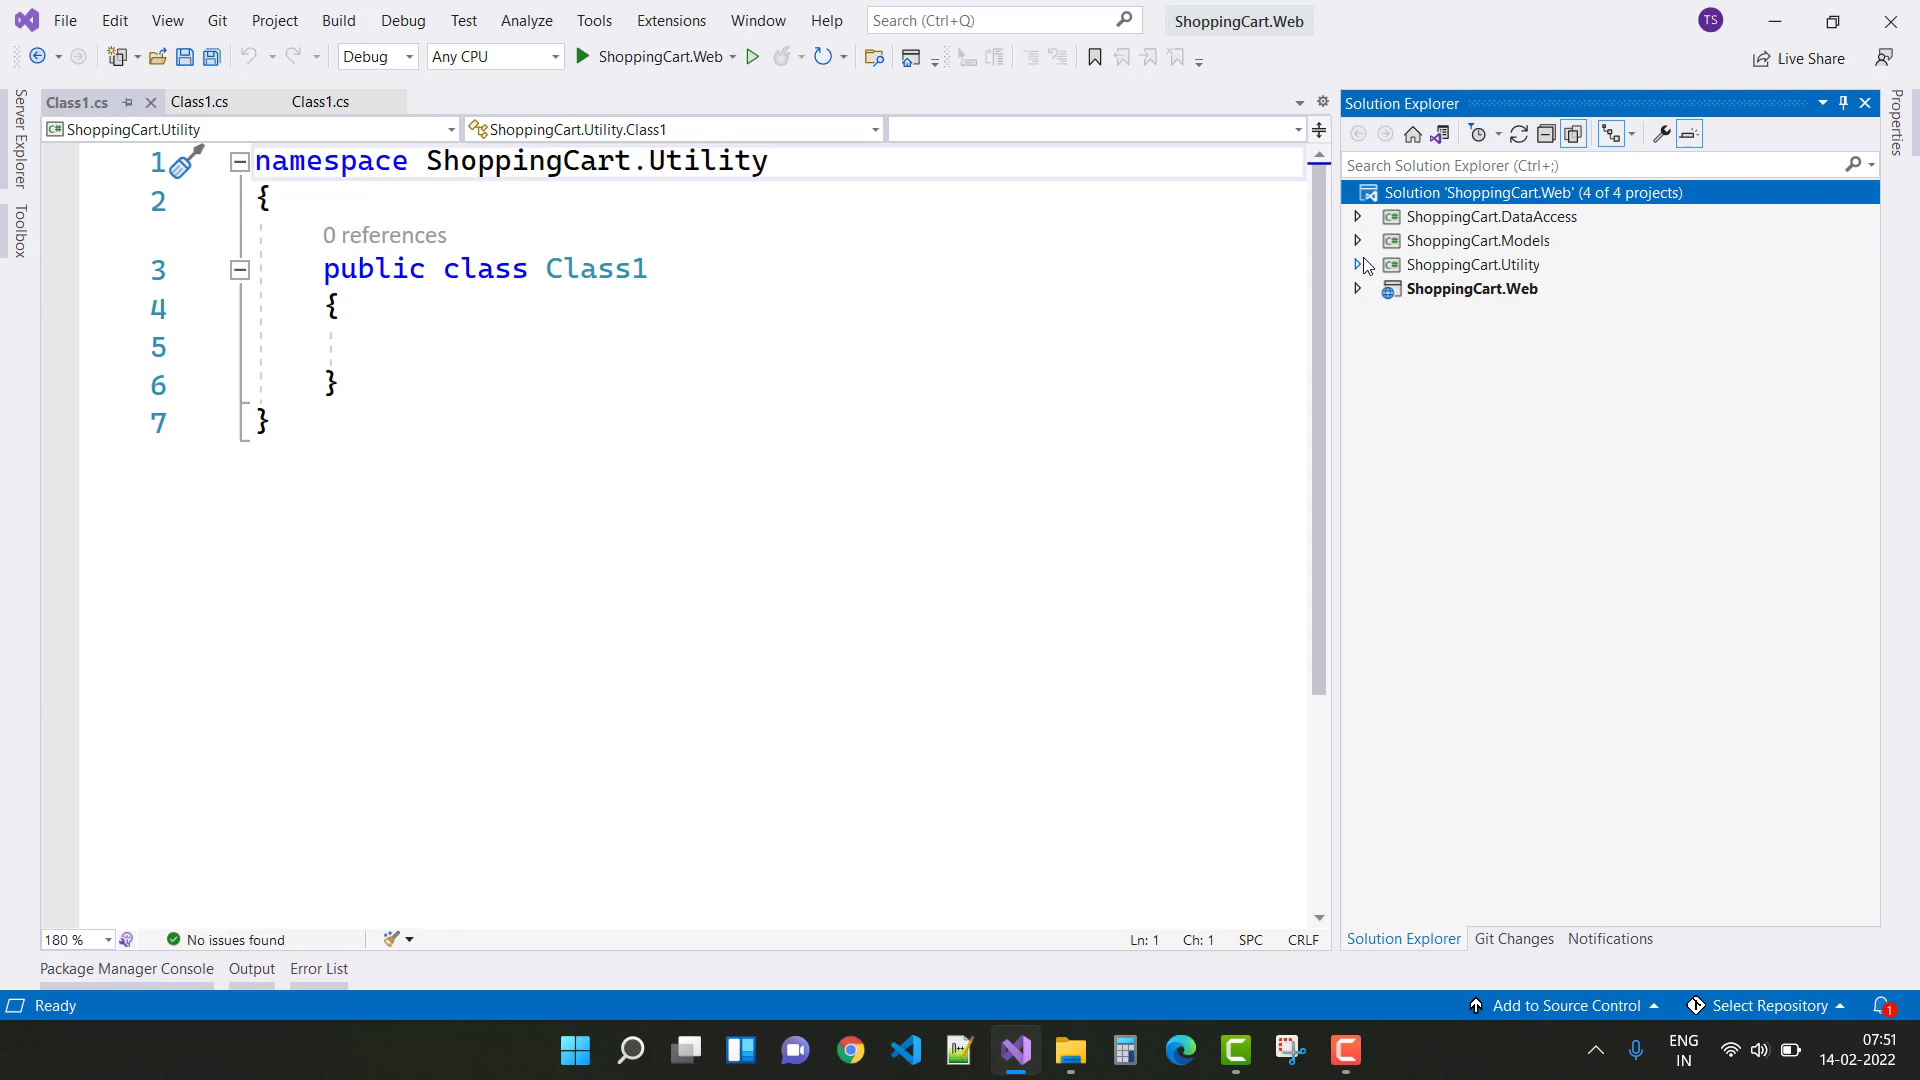 File Edit View Git Project Build Debug Test Analyze Tools Extensions Window Help Search (Ctrl+Q) ShoppingCart.Web TS
Debug Any CPU ShoppingCart.Web Live Share
Server Explorer
Toolbox
Class1.cs Class1.cs Class1.cs
ShoppingCart.Utility ShoppingCart.Utility.Class1
1 namespace ShoppingCart.Utility
2 {
0 references
3 public class Class1
4 {
5
6 }
7 }
180 % No issues found Ln: 1 Ch: 1 SPC CRLF
Solution Explorer
Search Solution Explorer (Ctrl+;)
Solution 'ShoppingCart.Web' (4 of 4 projects)
C# ShoppingCart.DataAccess
C# ShoppingCart.Models
C# ShoppingCart.Utility
ShoppingCart.Web
Solution Explorer Git Changes Notifications
Properties
Package Manager Console Output Error List
Ready Add to Source Control Select Repository 1
ENG
IN
07:51
14-02-2022